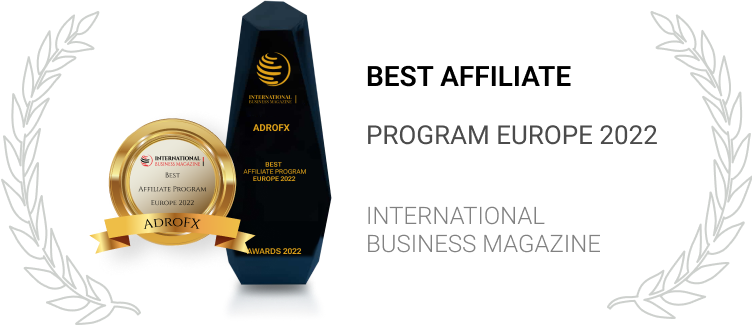 INTERNATIONAL
BUSINESS MAGAZINE
ADROFX
BEST
AFFILIATE PROGRAM
EUROPE 2022
AWARDS 2022
INTERNATIONAL
BUSINESS MAGAZINE
Best
Affiliate Program
Europe 2022
ADROFX
BEST AFFILIATE
PROGRAM EUROPE 2022
INTERNATIONAL
BUSINESS MAGAZINE